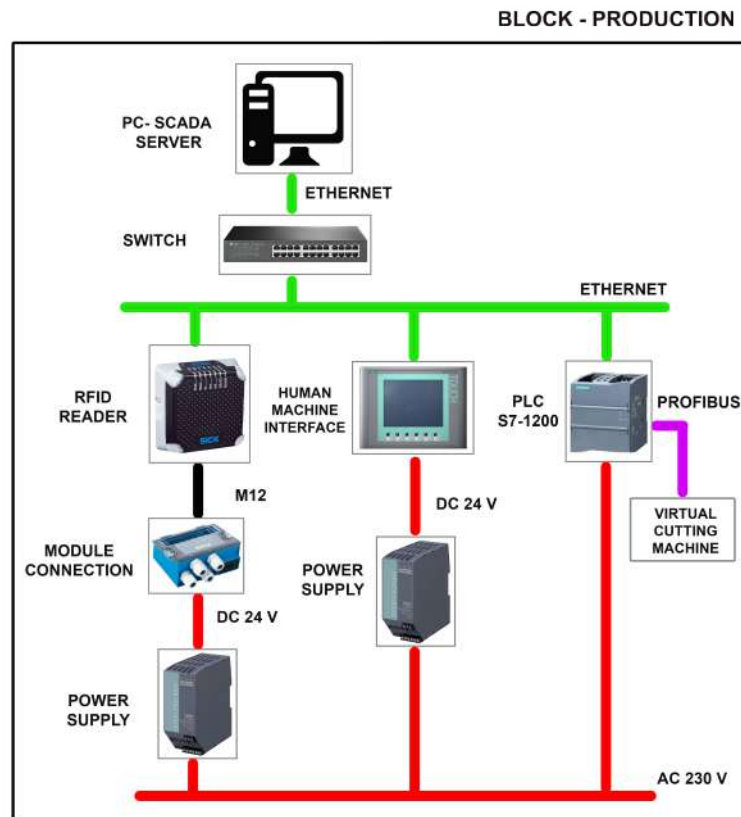 BLOCK - PRODUCTION
PC- SCADA
SERVER
ETHERNET
SWITCH
ETHERNET
RFID
READER
SICK
HUMAN
MACHINE
INTERFACE
PLC
S7-1200
PROFIBUS
M12
DC 24 V
VIRTUAL
CUTTING
MACHINE
MODULE
CONNECTION
POWER
SUPPLY
DC 24 V
POWER
SUPPLY
AC 230 V